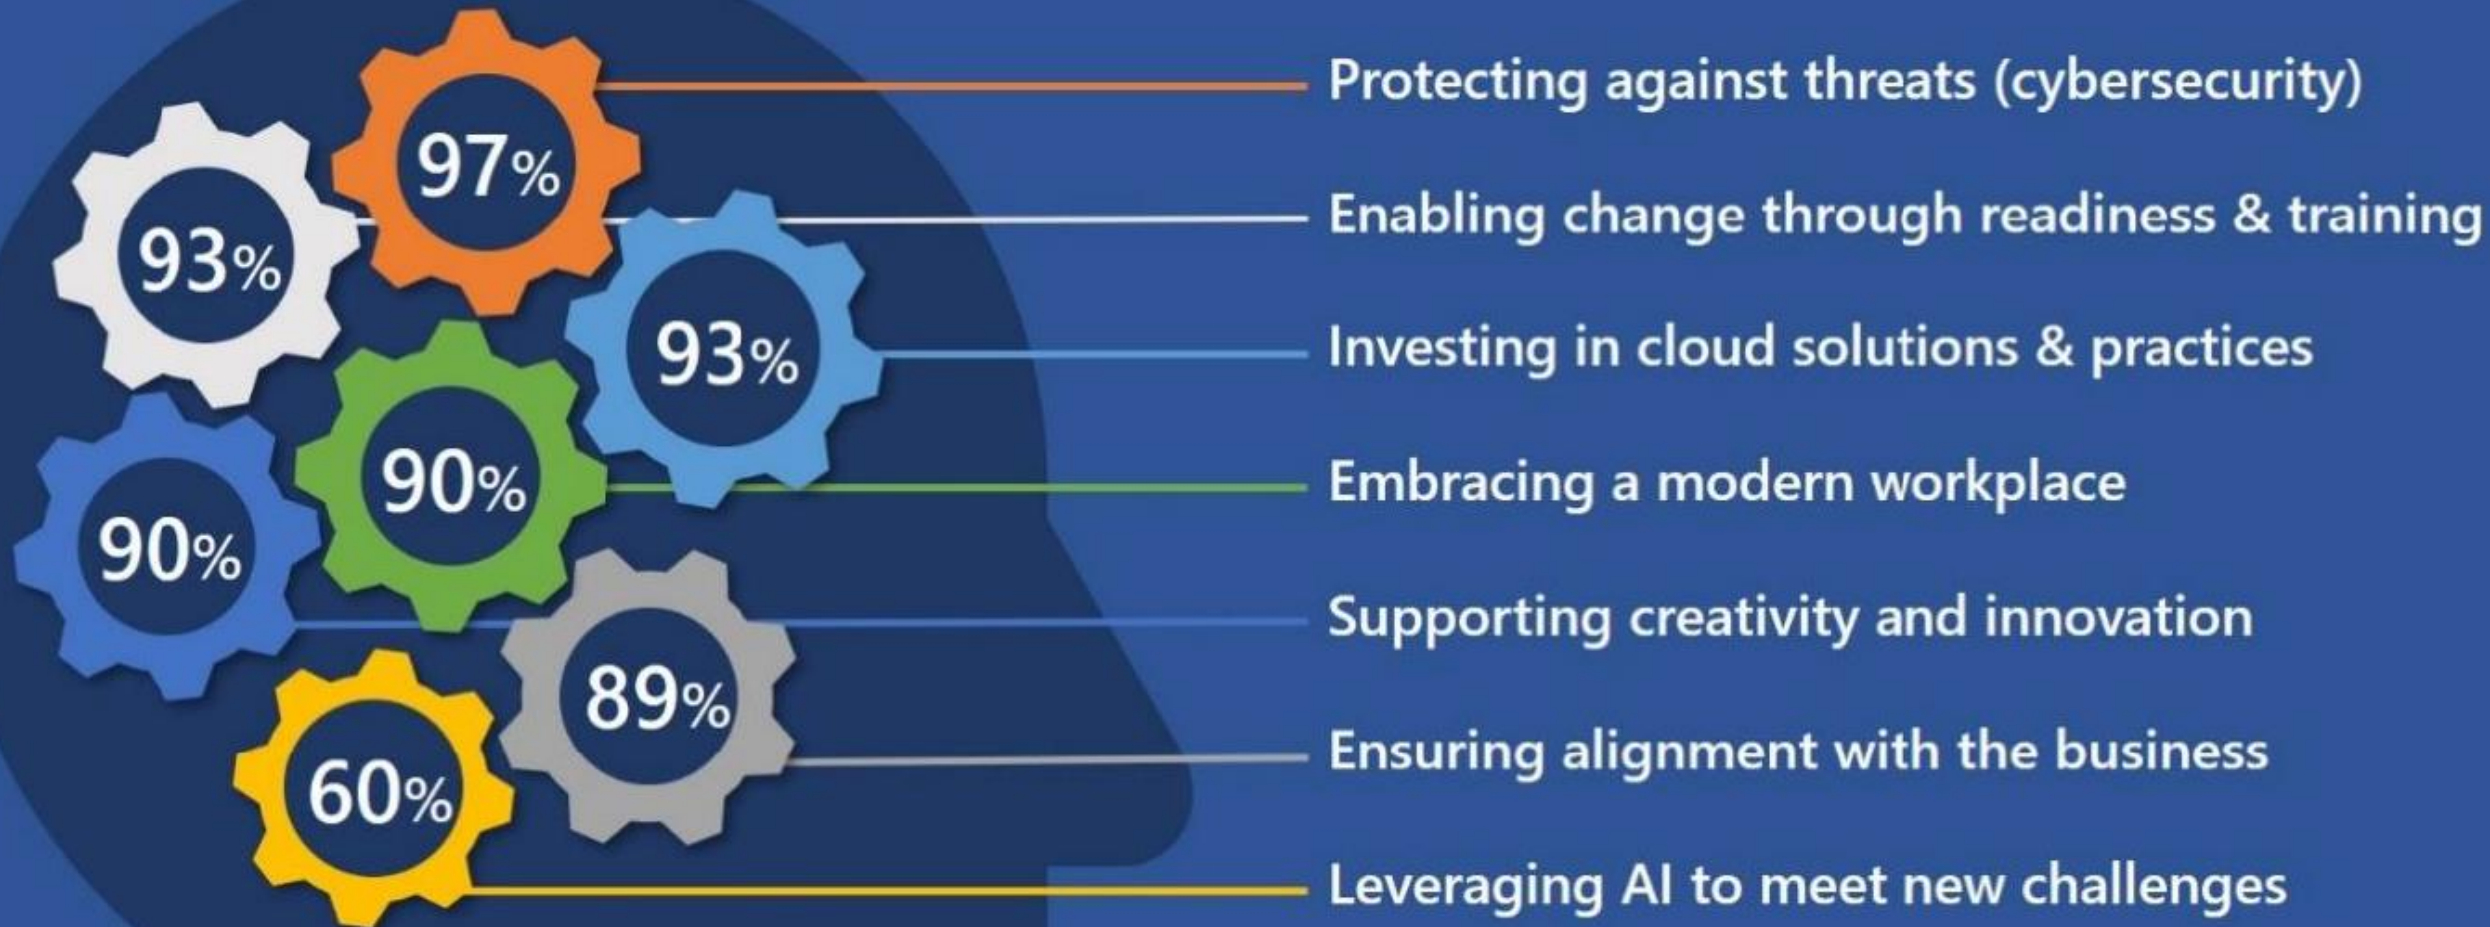 97% Protecting against threats (cybersecurity)
93% Enabling change through readiness & training
93% Investing in cloud solutions & practices
90% Embracing a modern workplace
90% Supporting creativity and innovation
89% Ensuring alignment with the business
60% Leveraging AI to meet new challenges